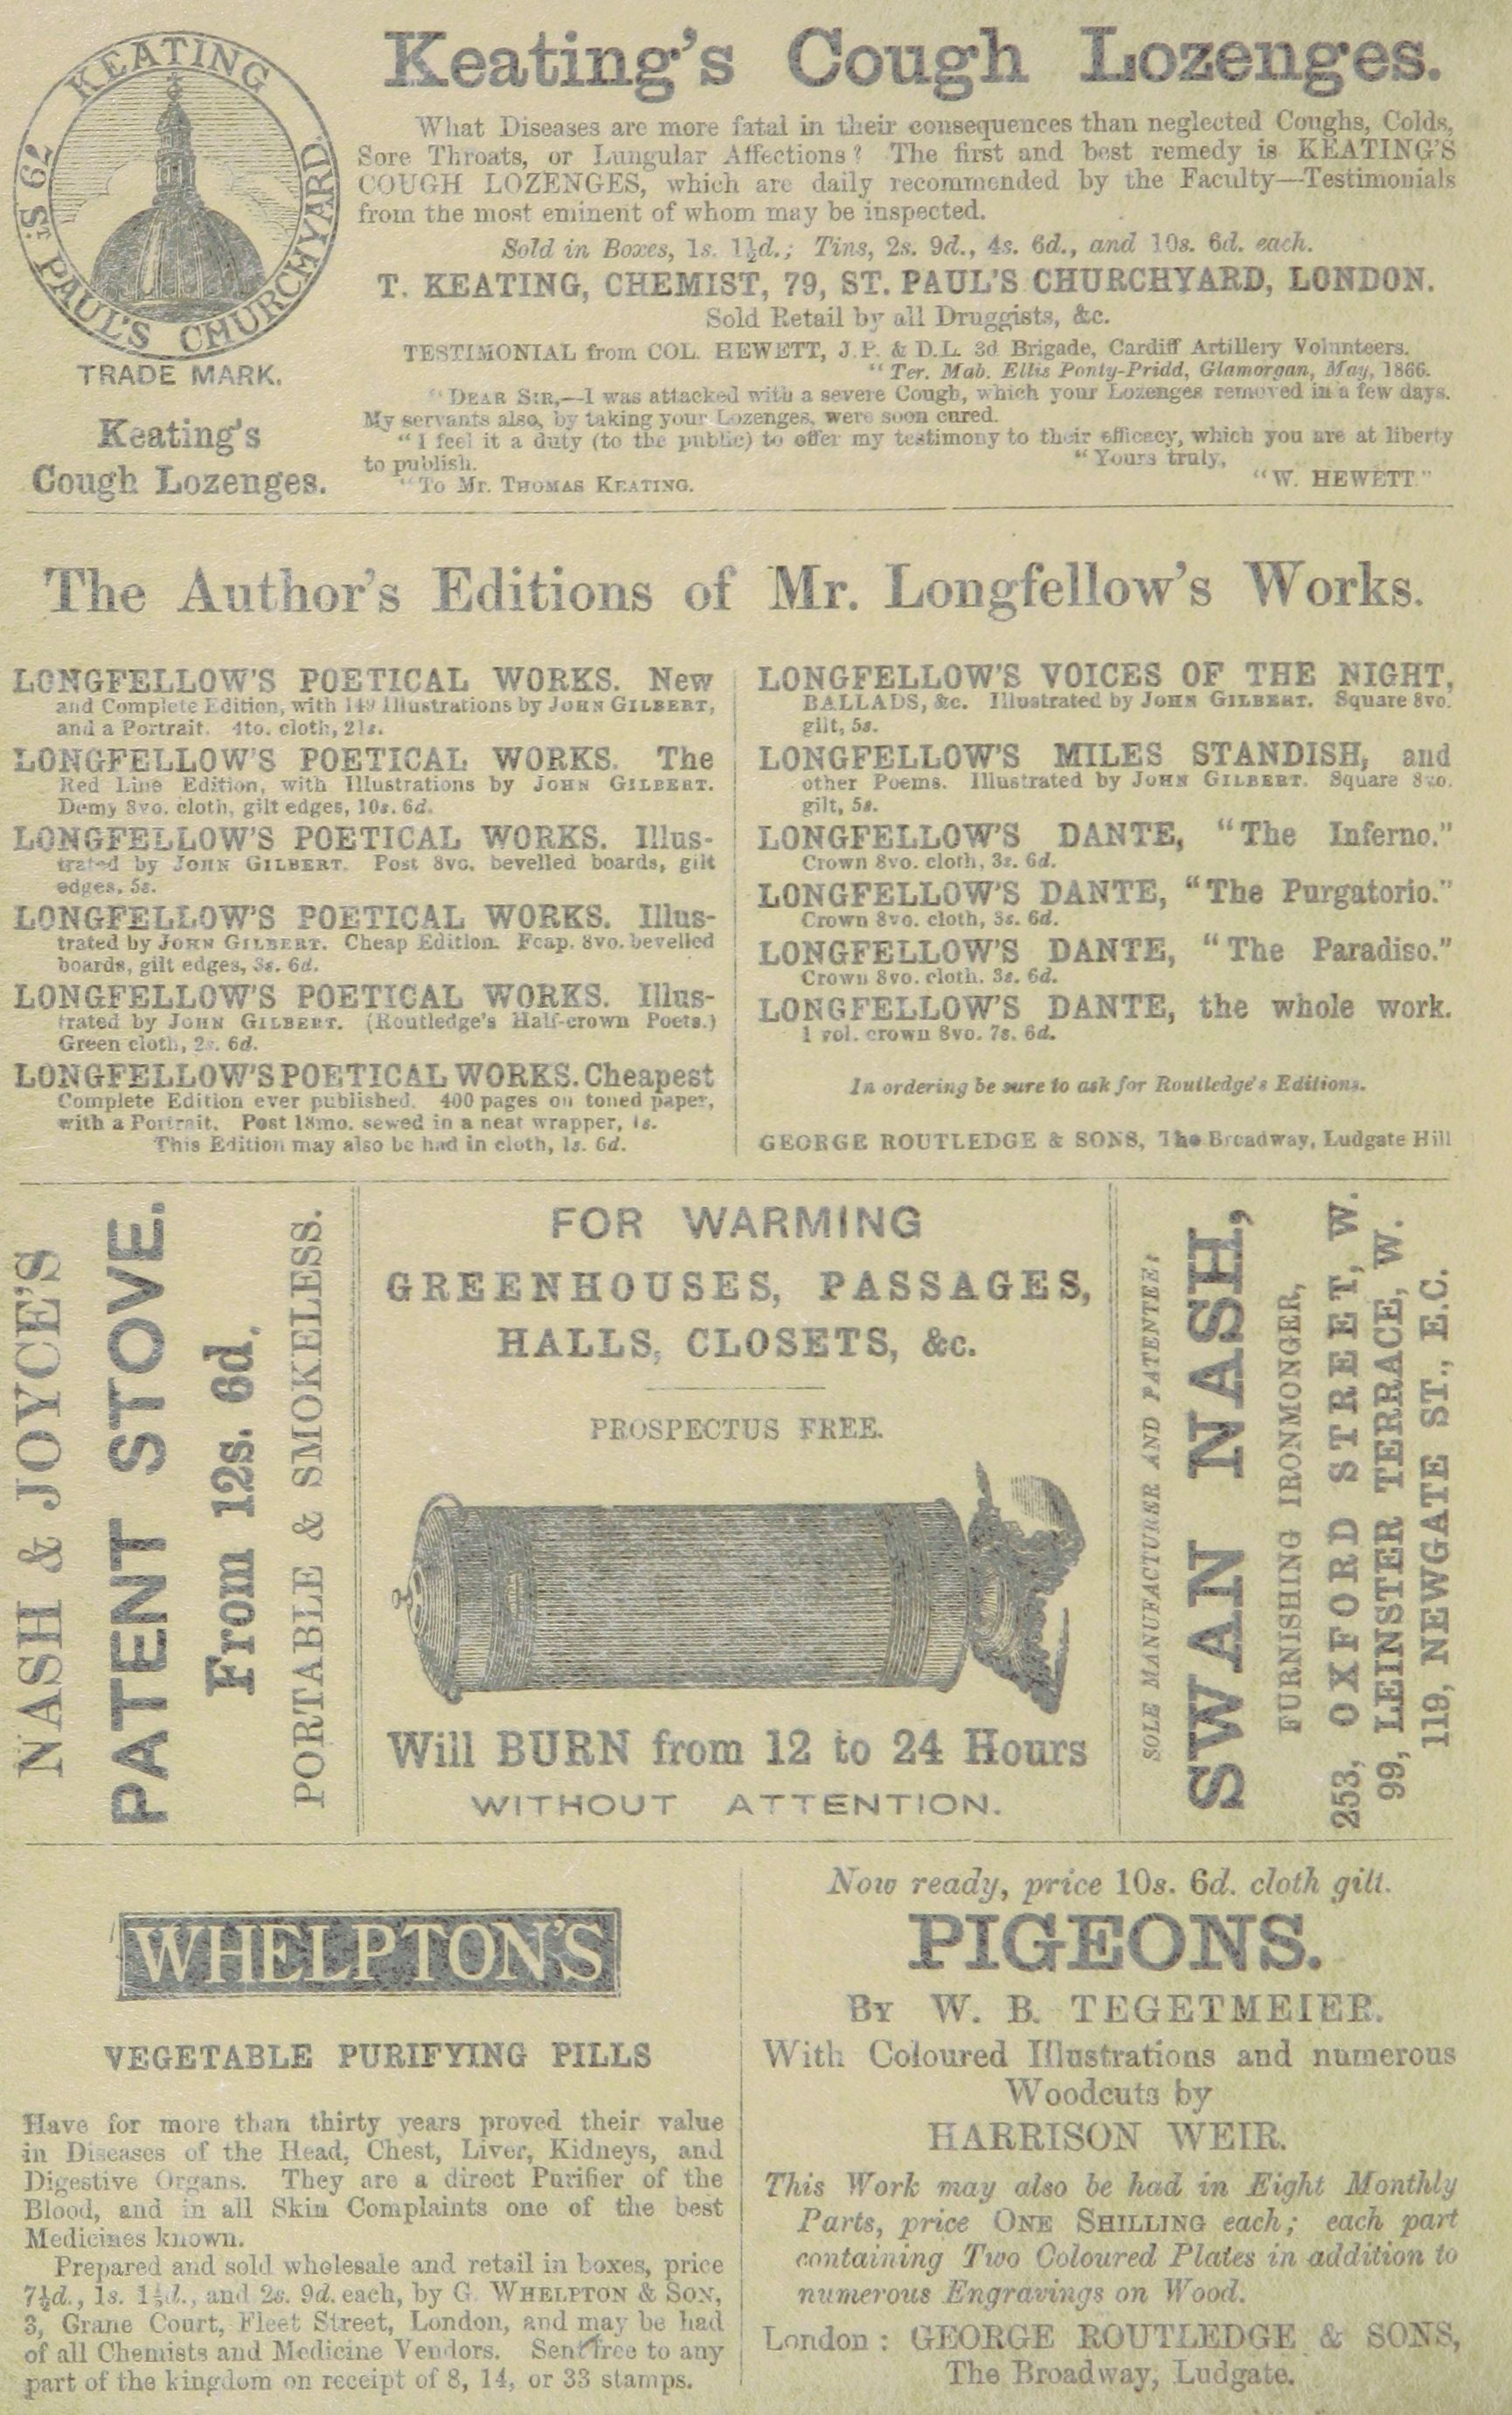 KEATING
79 ST. PAUL'S CHURCHYARD
TRADE MARK.
Keating's
Cough Lozenges.
Keating's Cough Lozenges.
What Diseases are more fatal in their consequences than neglected Coughs, Colds,
Sore Throats, or Lungular Affections? The first and best remedy is KEATING'S
COUGH LOZENGES, which are daily recommended by the Faculty—Testimonials
from the most eminent of whom may be inspected.
Sold in Boxes, 1s. 1½d.; Tins, 2s. 9d., 4s. 6d., and 10s. 6d. each.
T. KEATING, CHEMIST, 79, ST. PAUL'S CHURCHYARD, LONDON.
Sold Retail by all Druggists, &c.
TESTIMONIAL from COL. HEWETT, J.P. & D.L. 3d Brigade, Cardiff Artillery Volunteers.
"Ter. Mab. Ellis Ponty-Pridd, Glamorgan, May, 1866.
"DEAR SIR,—I was attacked with a severe Cough, which your Lozenges removed in a few days.
My servants also, by taking your Lozenges, were soon cured.
"I feel it a duty (to the public) to offer my testimony to their efficacy, which you are at liberty
to publish. "Yours truly,
"To Mr. THOMAS KEATING. "W. HEWETT."
The Author's Editions of Mr. Longfellow's Works.
LONGFELLOW'S POETICAL WORKS. New
and Complete Edition, with 149 Illustrations by JOHN GILBERT,
and a Portrait. 4to. cloth, 21s.
LONGFELLOW'S POETICAL WORKS. The
Red Line Edition, with Illustrations by JOHN GILBERT.
Demy 8vo. cloth, gilt edges, 10s. 6d.
LONGFELLOW'S POETICAL WORKS. Illus-
trated by JOHN GILBERT. Post 8vo. bevelled boards, gilt
edges, 5s.
LONGFELLOW'S POETICAL WORKS. Illus-
trated by JOHN GILBERT. Cheap Edition. Fcap. 8vo. bevelled
boards, gilt edges, 3s. 6d.
LONGFELLOW'S POETICAL WORKS. Illus-
trated by JOHN GILBERT. (Routledge's Half-crown Poets.)
Green cloth, 2s. 6d.
LONGFELLOW'S POETICAL WORKS. Cheapest
Complete Edition ever published. 400 pages on toned paper,
with a Portrait. Post 18mo. sewed in a neat wrapper, 1s.
This Edition may also be had in cloth, 1s. 6d.
LONGFELLOW'S VOICES OF THE NIGHT,
BALLADS, &c. Illustrated by JOHN GILBERT. Square 8vo.
gilt, 5s.
LONGFELLOW'S MILES STANDISH, and
other Poems. Illustrated by JOHN GILBERT. Square 8vo.
gilt, 5s.
LONGFELLOW'S DANTE, "The Inferno."
Crown 8vo. cloth, 3s. 6d.
LONGFELLOW'S DANTE, "The Purgatorio."
Crown 8vo. cloth, 3s. 6d.
LONGFELLOW'S DANTE, "The Paradiso."
Crown 8vo. cloth, 3s. 6d.
LONGFELLOW'S DANTE, the whole work.
1 vol. crown 8vo. 7s. 6d.
In ordering be sure to ask for Routledge's Editions.
GEORGE ROUTLEDGE & SONS, The Broadway, Ludgate Hill
NASH & JOYCE'S
PATENT STOVE.
From 12s. 6d.
PORTABLE & SMOKELESS.
FOR WARMING
GREENHOUSES, PASSAGES,
HALLS, CLOSETS, &c.
PROSPECTUS FREE.
Will BURN from 12 to 24 Hours
WITHOUT ATTENTION.
SOLE MANUFACTURER AND PATENTEE:
SWAN NASH,
FURNISHING IRONMONGER,
253, OXFORD STREET, W.
99, LEINSTER TERRACE, W.
119, NEWGATE ST., E.C.
WHELPTON'S
VEGETABLE PURIFYING PILLS
Have for more than thirty years proved their value
in Diseases of the Head, Chest, Liver, Kidneys, and
Digestive Organs. They are a direct Purifier of the
Blood, and in all Skin Complaints one of the best
Medicines known.
Prepared and sold wholesale and retail in boxes, price
7½d., 1s. 1½d., and 2s. 9d. each, by G. WHELPTON & SON,
3, Grane Court, Fleet Street, London, and may be had
of all Chemists and Medicine Vendors. Sent free to any
part of the kingdom on receipt of 8, 14, or 33 stamps.
Now ready, price 10s. 6d. cloth gilt.
PIGEONS.
BY W. B. TEGETMEIER.
With Coloured Illustrations and numerous
Woodcuts by
HARRISON WEIR.
This Work may also be had in Eight Monthly
Parts, price ONE SHILLING each; each part
containing Two Coloured Plates in addition to
numerous Engravings on Wood.
London: GEORGE ROUTLEDGE & SONS,
The Broadway, Ludgate.